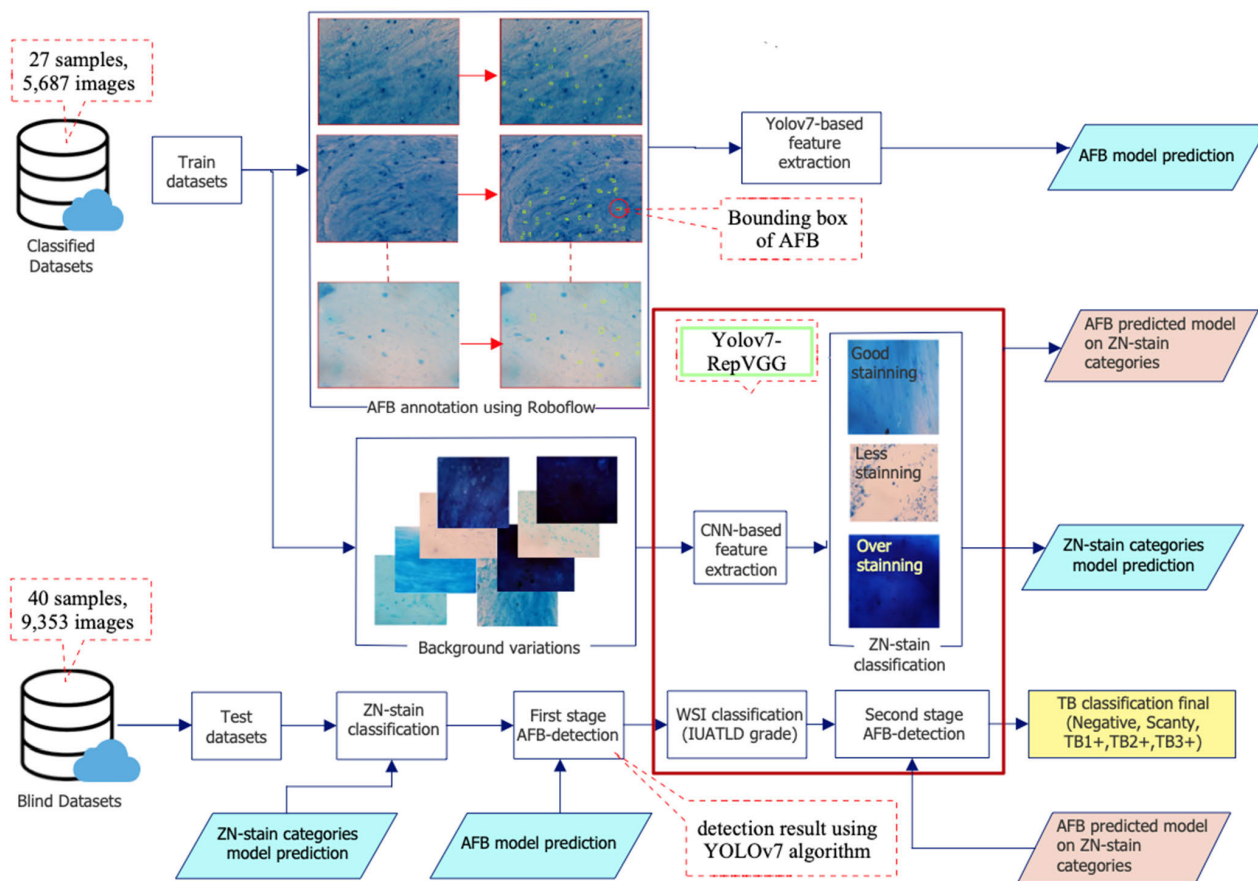 27 samples,
5,687 images
Classified
Datasets
Train
datasets
AFB annotation using Roboflow
Yolov7-based
feature
extraction
AFB model prediction
Bounding box
of AFB
Yolov7-
RepVGG
Good
stainning
Less
stainning
Over
stainning
ZN-stain
classification
AFB predicted model
on ZN-stain
categories
Background variations
CNN-based
feature
extraction
ZN-stain categories
model prediction
40 samples,
9,353 images
Blind Datasets
Test
datasets
ZN-stain
classification
First stage
AFB-detection
WSI classification
(IUATLD grade)
Second stage
AFB-detection
TB classification final
(Negative, Scanty,
TB1+,TB2+,TB3+)
ZN-stain categories
model prediction
AFB model prediction
detection result using
YOLOv7 algorithm
AFB predicted model
on ZN-stain
categories